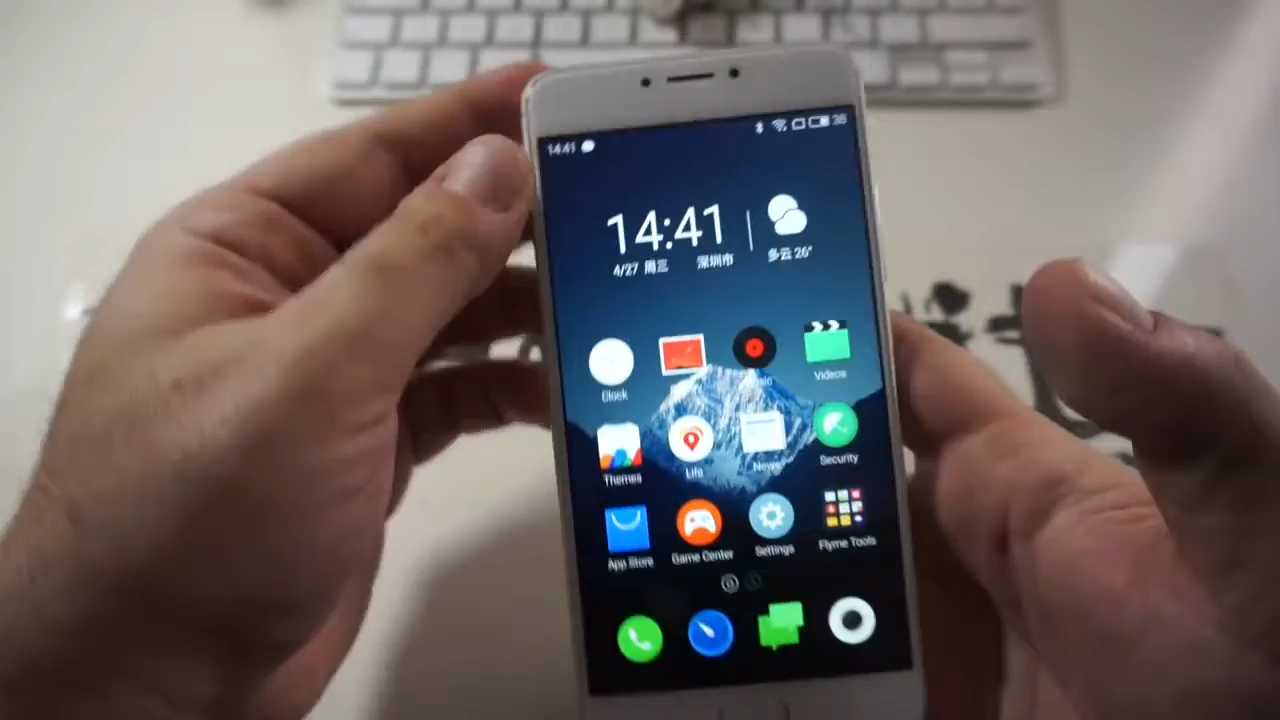 14:41
38
14:41
4/27 周三 深圳市
多云 26°
Clock
Videos
Themes
Life
News
Security
App Store
Game Center
Settings
Flyme Tools